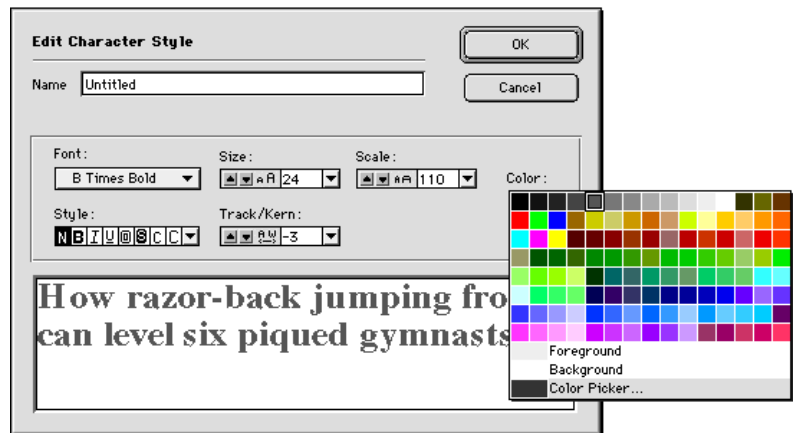 Edit Character Style
OK
Name Untitled
Cancel
Font: Size: Scale: Color:
B Times Bold A A 24 A A 110
Style: Track/Kern:
N B I U O S C C A W -3
How razor-back jumping fro
can level six piqued gymnasts
Foreground
Background
Color Picker...